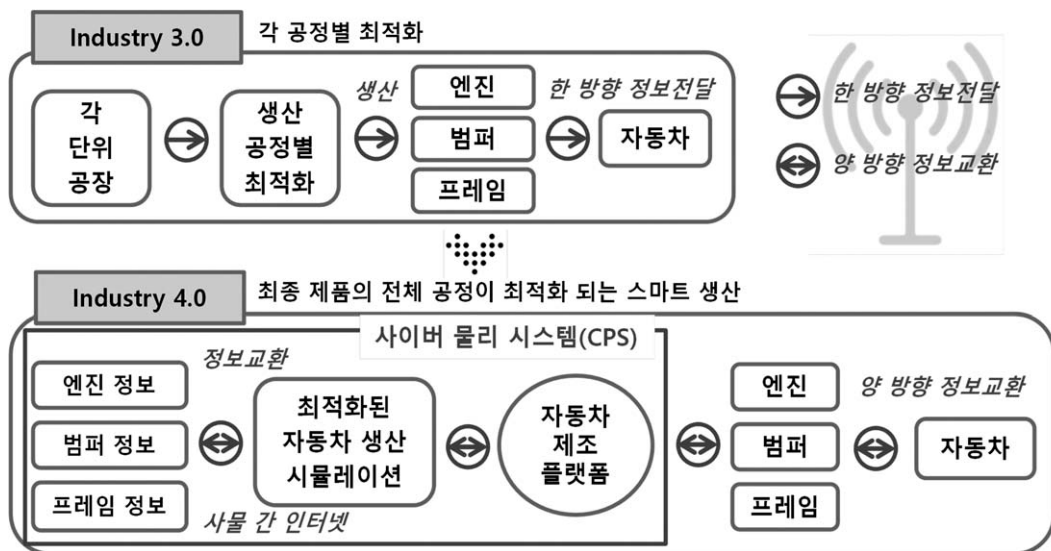 Industry 3.0
각 공정별 최적화
각
단위
공장
생산
공정별
최적화
생산
엔진
범퍼
프레임
한 방향 정보전달
자동차
한 방향 정보전달
양 방향 정보교환
Industry 4.0
최종 제품의 전체 공정이 최적화 되는 스마트 생산
사이버 물리 시스템(CPS)
정보교환
엔진 정보
범퍼 정보
프레임 정보
사물 간 인터넷
최적화된
자동차 생산
시뮬레이션
자동차
제조
플랫폼
엔진
범퍼
프레임
양 방향 정보교환
자동차